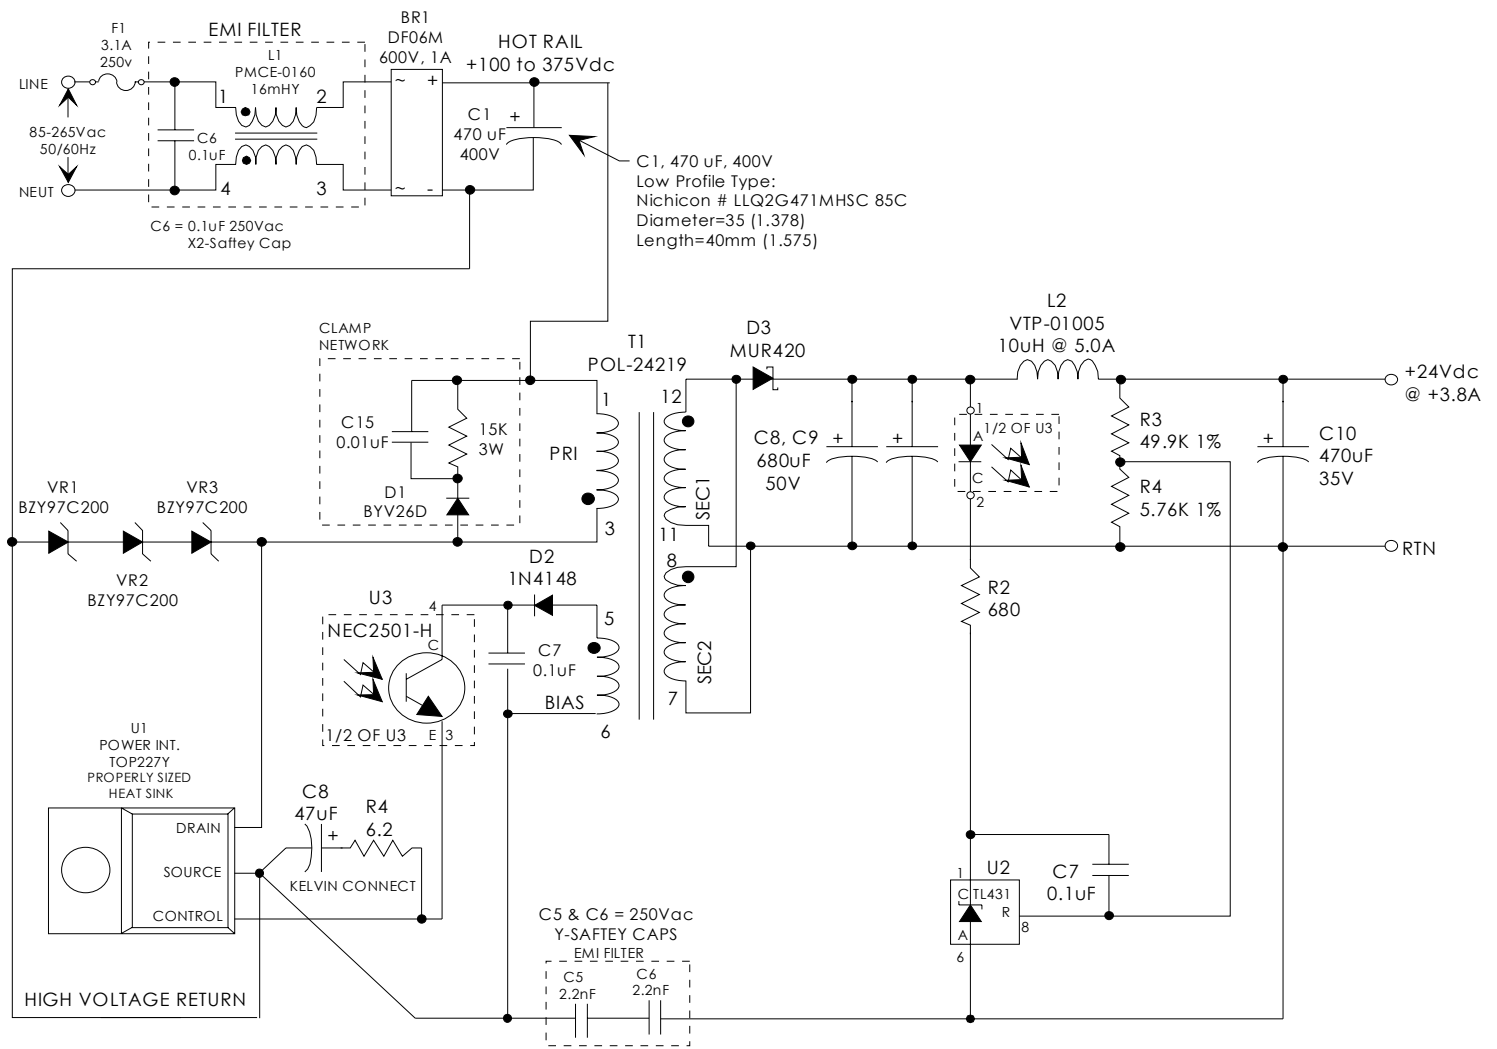 F1
3.1A
250v
EMI FILTER
L1
PMCE-0160
16mHY
BR1
DF06M
600V, 1A
HOT RAIL
+100 to 375Vdc
LINE
85-265Vac
50/60Hz
NEUT
C6
0.1uF
1
2
4
3
~
+
~
-
C1
470 uF
400V
+
C1, 470 uF, 400V
Low Profile Type:
Nichicon # LLQ2G471MHSC 85C
Diameter=35 (1.378)
Length=40mm (1.575)
C6 = 0.1uF 250Vac
X2-Saftey Cap
CLAMP
NETWORK
C15
0.01uF
15K
3W
D1
BYV26D
T1
POL-24219
1
PRI
3
12
SEC1
11
8
SEC2
7
D3
MUR420
L2
VTP-01005
10uH @ 5.0A
+24Vdc
@ +3.8A
C8, C9
680uF
50V
+
+
1
A
1/2 OF U3
C
2
R3
49.9K 1%
R4
5.76K 1%
+
C10
470uF
35V
RTN
VR1
BZY97C200
VR3
BZY97C200
VR2
BZY97C200
D2
1N4148
5
BIAS
6
C7
0.1uF
U3
4
NEC2501-H
C
1/2 OF U3
E
3
R2
680
U1
POWER INT.
TOP227Y
PROPERLY SIZED
HEAT SINK
DRAIN
SOURCE
CONTROL
C8
47uF
+
R4
6.2
KELVIN CONNECT
HIGH VOLTAGE RETURN
C5 & C6 = 250Vac
Y-SAFTEY CAPS
EMI FILTER
C5
2.2nF
C6
2.2nF
1
U2
C TL431
R
8
A
6
C7
0.1uF